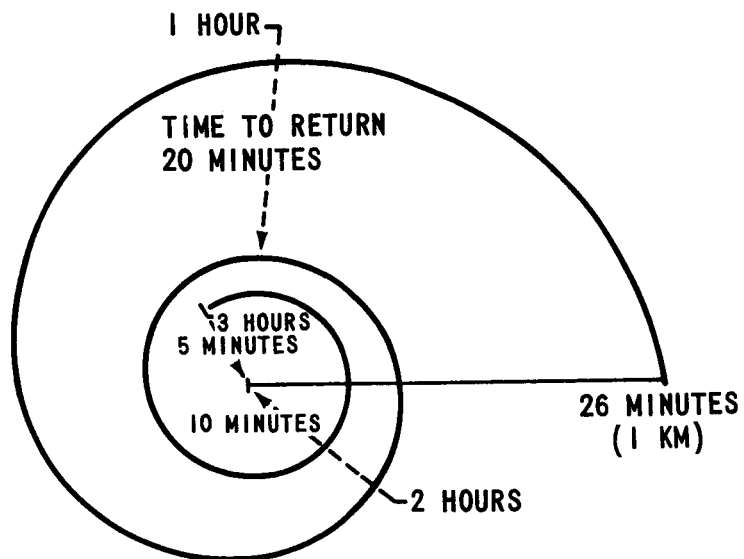 1 HOUR
TIME TO RETURN
20 MINUTES
3 HOURS
5 MINUTES
10 MINUTES
26 MINUTES
(1 KM)
2 HOURS